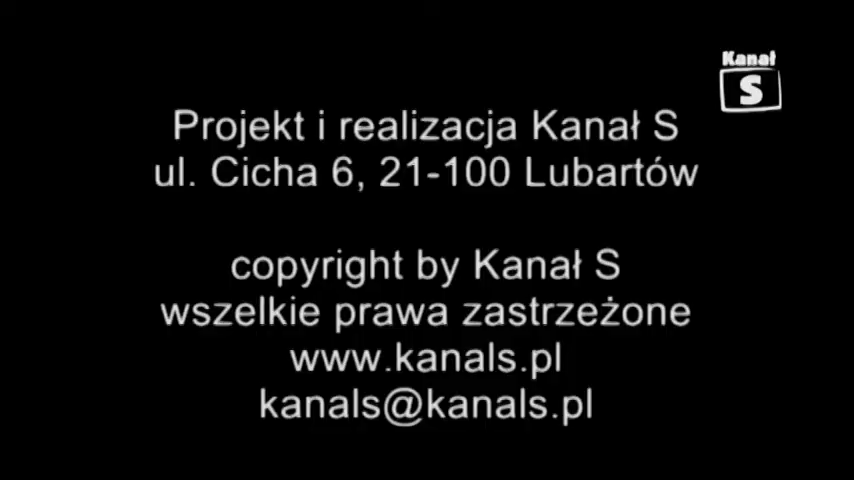 Kanał
S
Projekt i realizacja Kanał S
ul. Cicha 6, 21-100 Lubartów
copyright by Kanał S
wszelkie prawa zastrzeżone
www.kanals.pl
kanals@kanals.pl